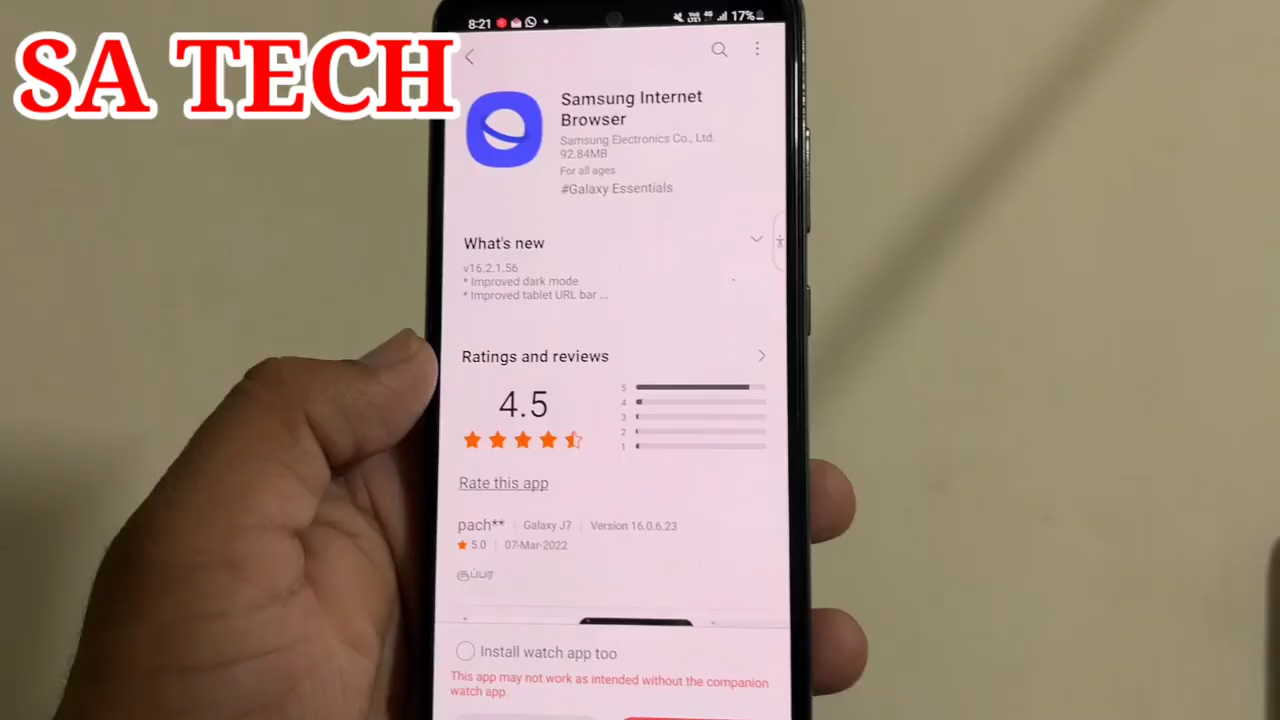 SA TECH
8:21
17%
Samsung Internet
Browser
Samsung Electronics Co., Ltd.
92.84MB
For all ages
#Galaxy Essentials
What's new
v16.2.1.56
* Improved dark mode
* Improved tablet URL bar ...
Ratings and reviews
4.5
5
4
3
2
1
Rate this app
pach** | Galaxy J7 | Version 16.0.6.23
5.0 | 07-Mar-2022
சூப்பர
Install watch app too
This app may not work as intended without the companion
watch app.